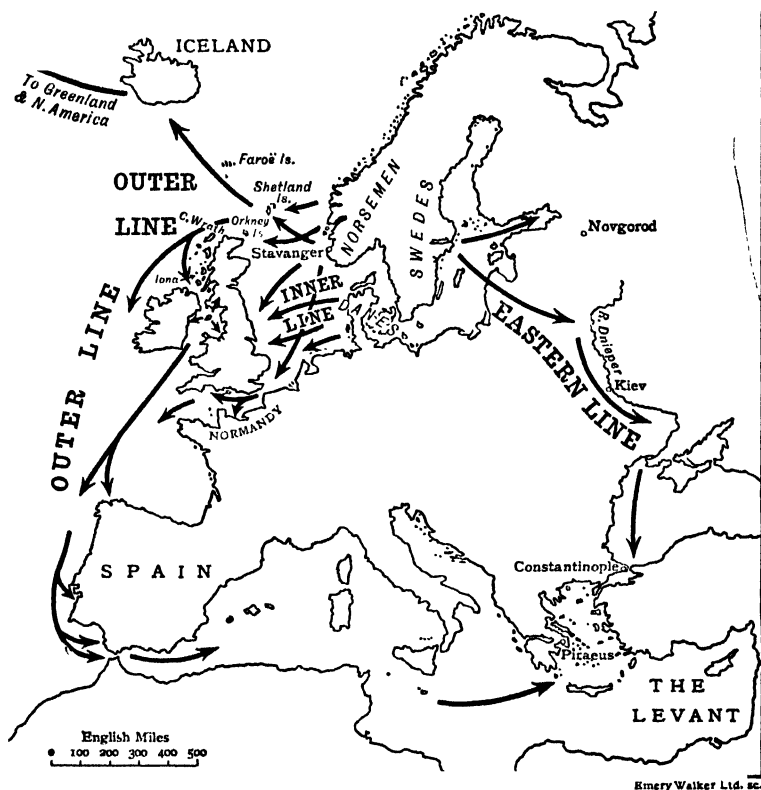 ICELAND
To Greenland
& N. America
Faroë Is.
OUTER
LINE
Shetland
Is.
C. Wrath
Orkney
Is.
Stavanger
NORSEMEN
SWEDES
Novgorod
Iona
INNER
LINE
DANES
OUTER LINE
EASTERN LINE
R. Dnieper
Kiev
NORMANDY
SPAIN
Constantinople
Piraeus
THE
LEVANT
English Miles
0 100 200 300 400 500
Emery Walker Ltd. sc.